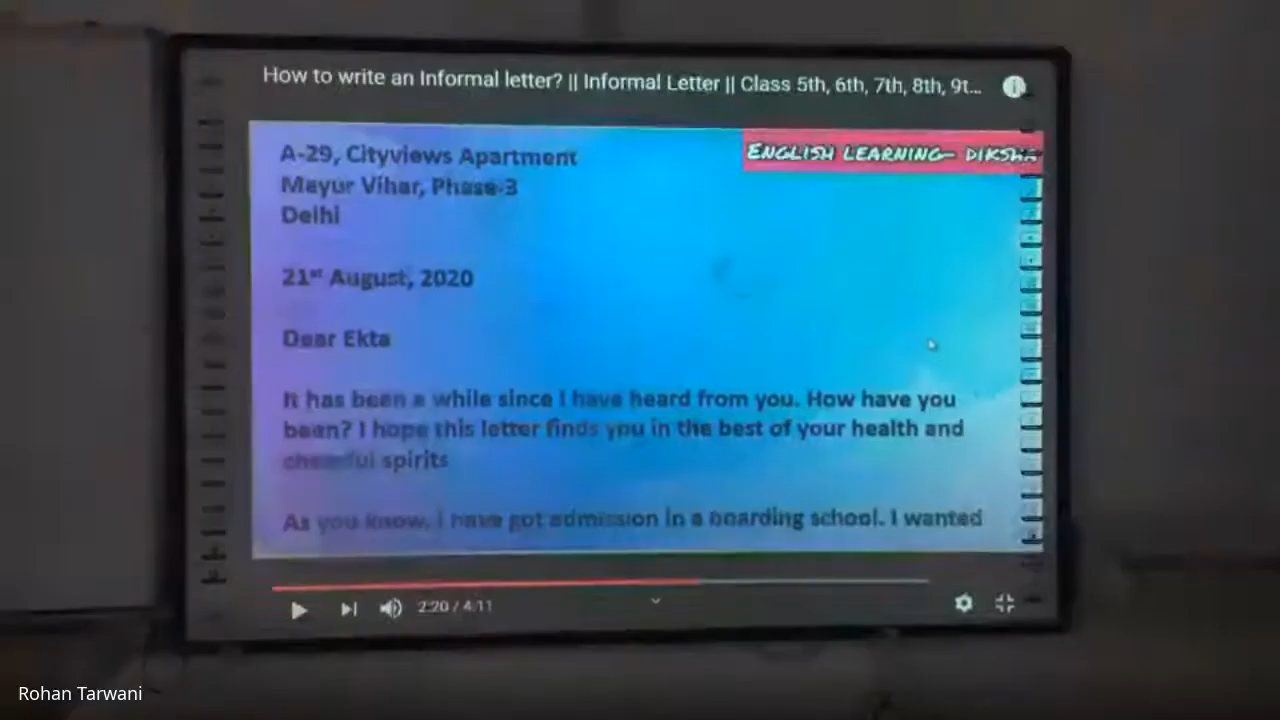 How to write an Informal letter? || Informal Letter || Class 5th, 6th, 7th, 8th, 9t...
ENGLISH LEARNING- DIKSHA
A-29, Cityviews Apartment
Mayur Vihar, Phase-3
Delhi
21st August, 2020
Dear Ekta
It has been a while since I have heard from you. How have you
been? I hope this letter finds you in the best of your health and
cheerful spirits
As you know, I have got admission in a boarding school. I wanted
2:20 / 4:11
Rohan Tarwani